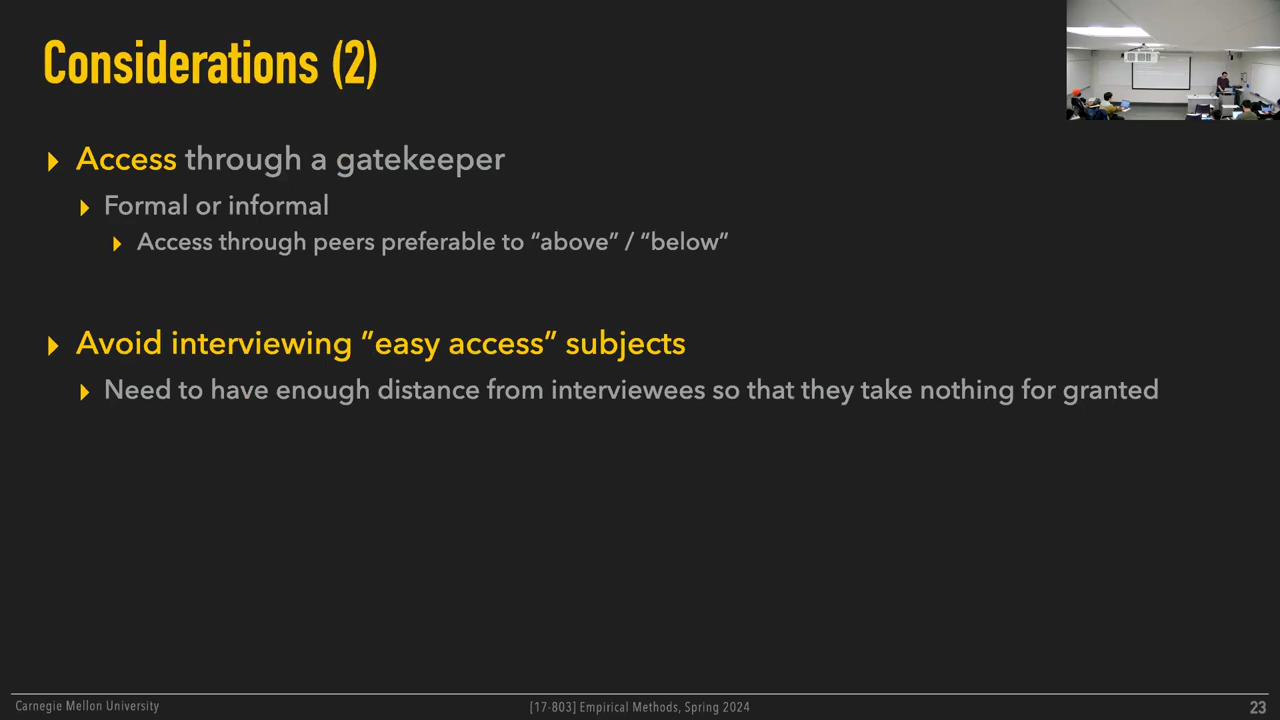 Considerations (2)
Access through a gatekeeper
Formal or informal
Access through peers preferable to “above” / “below”
Avoid interviewing “easy access” subjects
Need to have enough distance from interviewees so that they take nothing for granted
Carnegie Mellon University
[17-803] Empirical Methods, Spring 2024
23